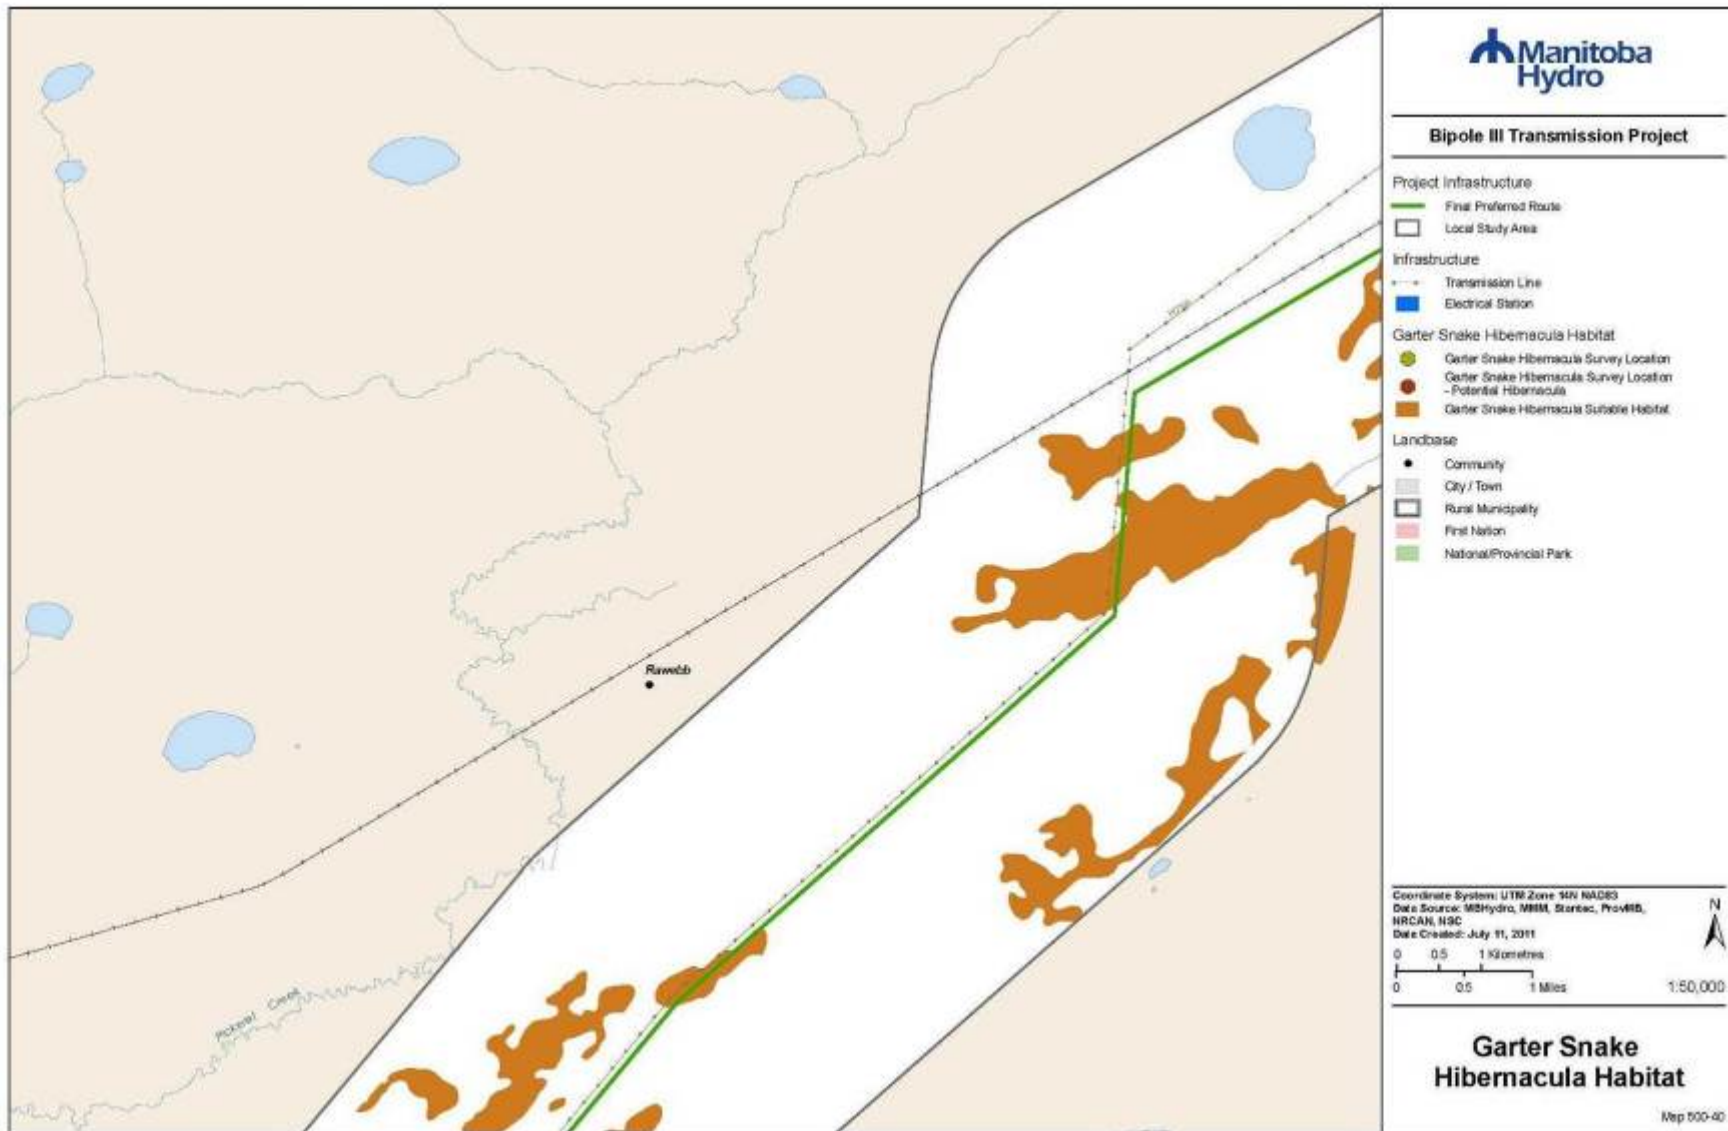 Manitoba
Hydro
Bipole III Transmission Project
Project Infrastructure
Final Preferred Route
Local Study Area
Infrastructure
Transmission Line
Electrical Station
Garter Snake Hibernacula Habitat
Garter Snake Hibernacula Survey Location
Garter Snake Hibernacula Survey Location
- Potential Hibernacula
Garter Snake Hibernacula Suitable Habitat
Landbase
Community
City / Town
Rural Municipality
First Nation
National/Provincial Park
Rawebb
Pickerel Creek
Coordinate System: UTM Zone 14N NAD83
Data Source: MBHydro, MMM, Stantec, ProvMB,
NRCAN, NSC
Date Created: July 11, 2011
N
0 0.5 1 Kilometres
0 0.5 1 Miles
1:50,000
Garter Snake
Hibernacula Habitat
Map 500-40